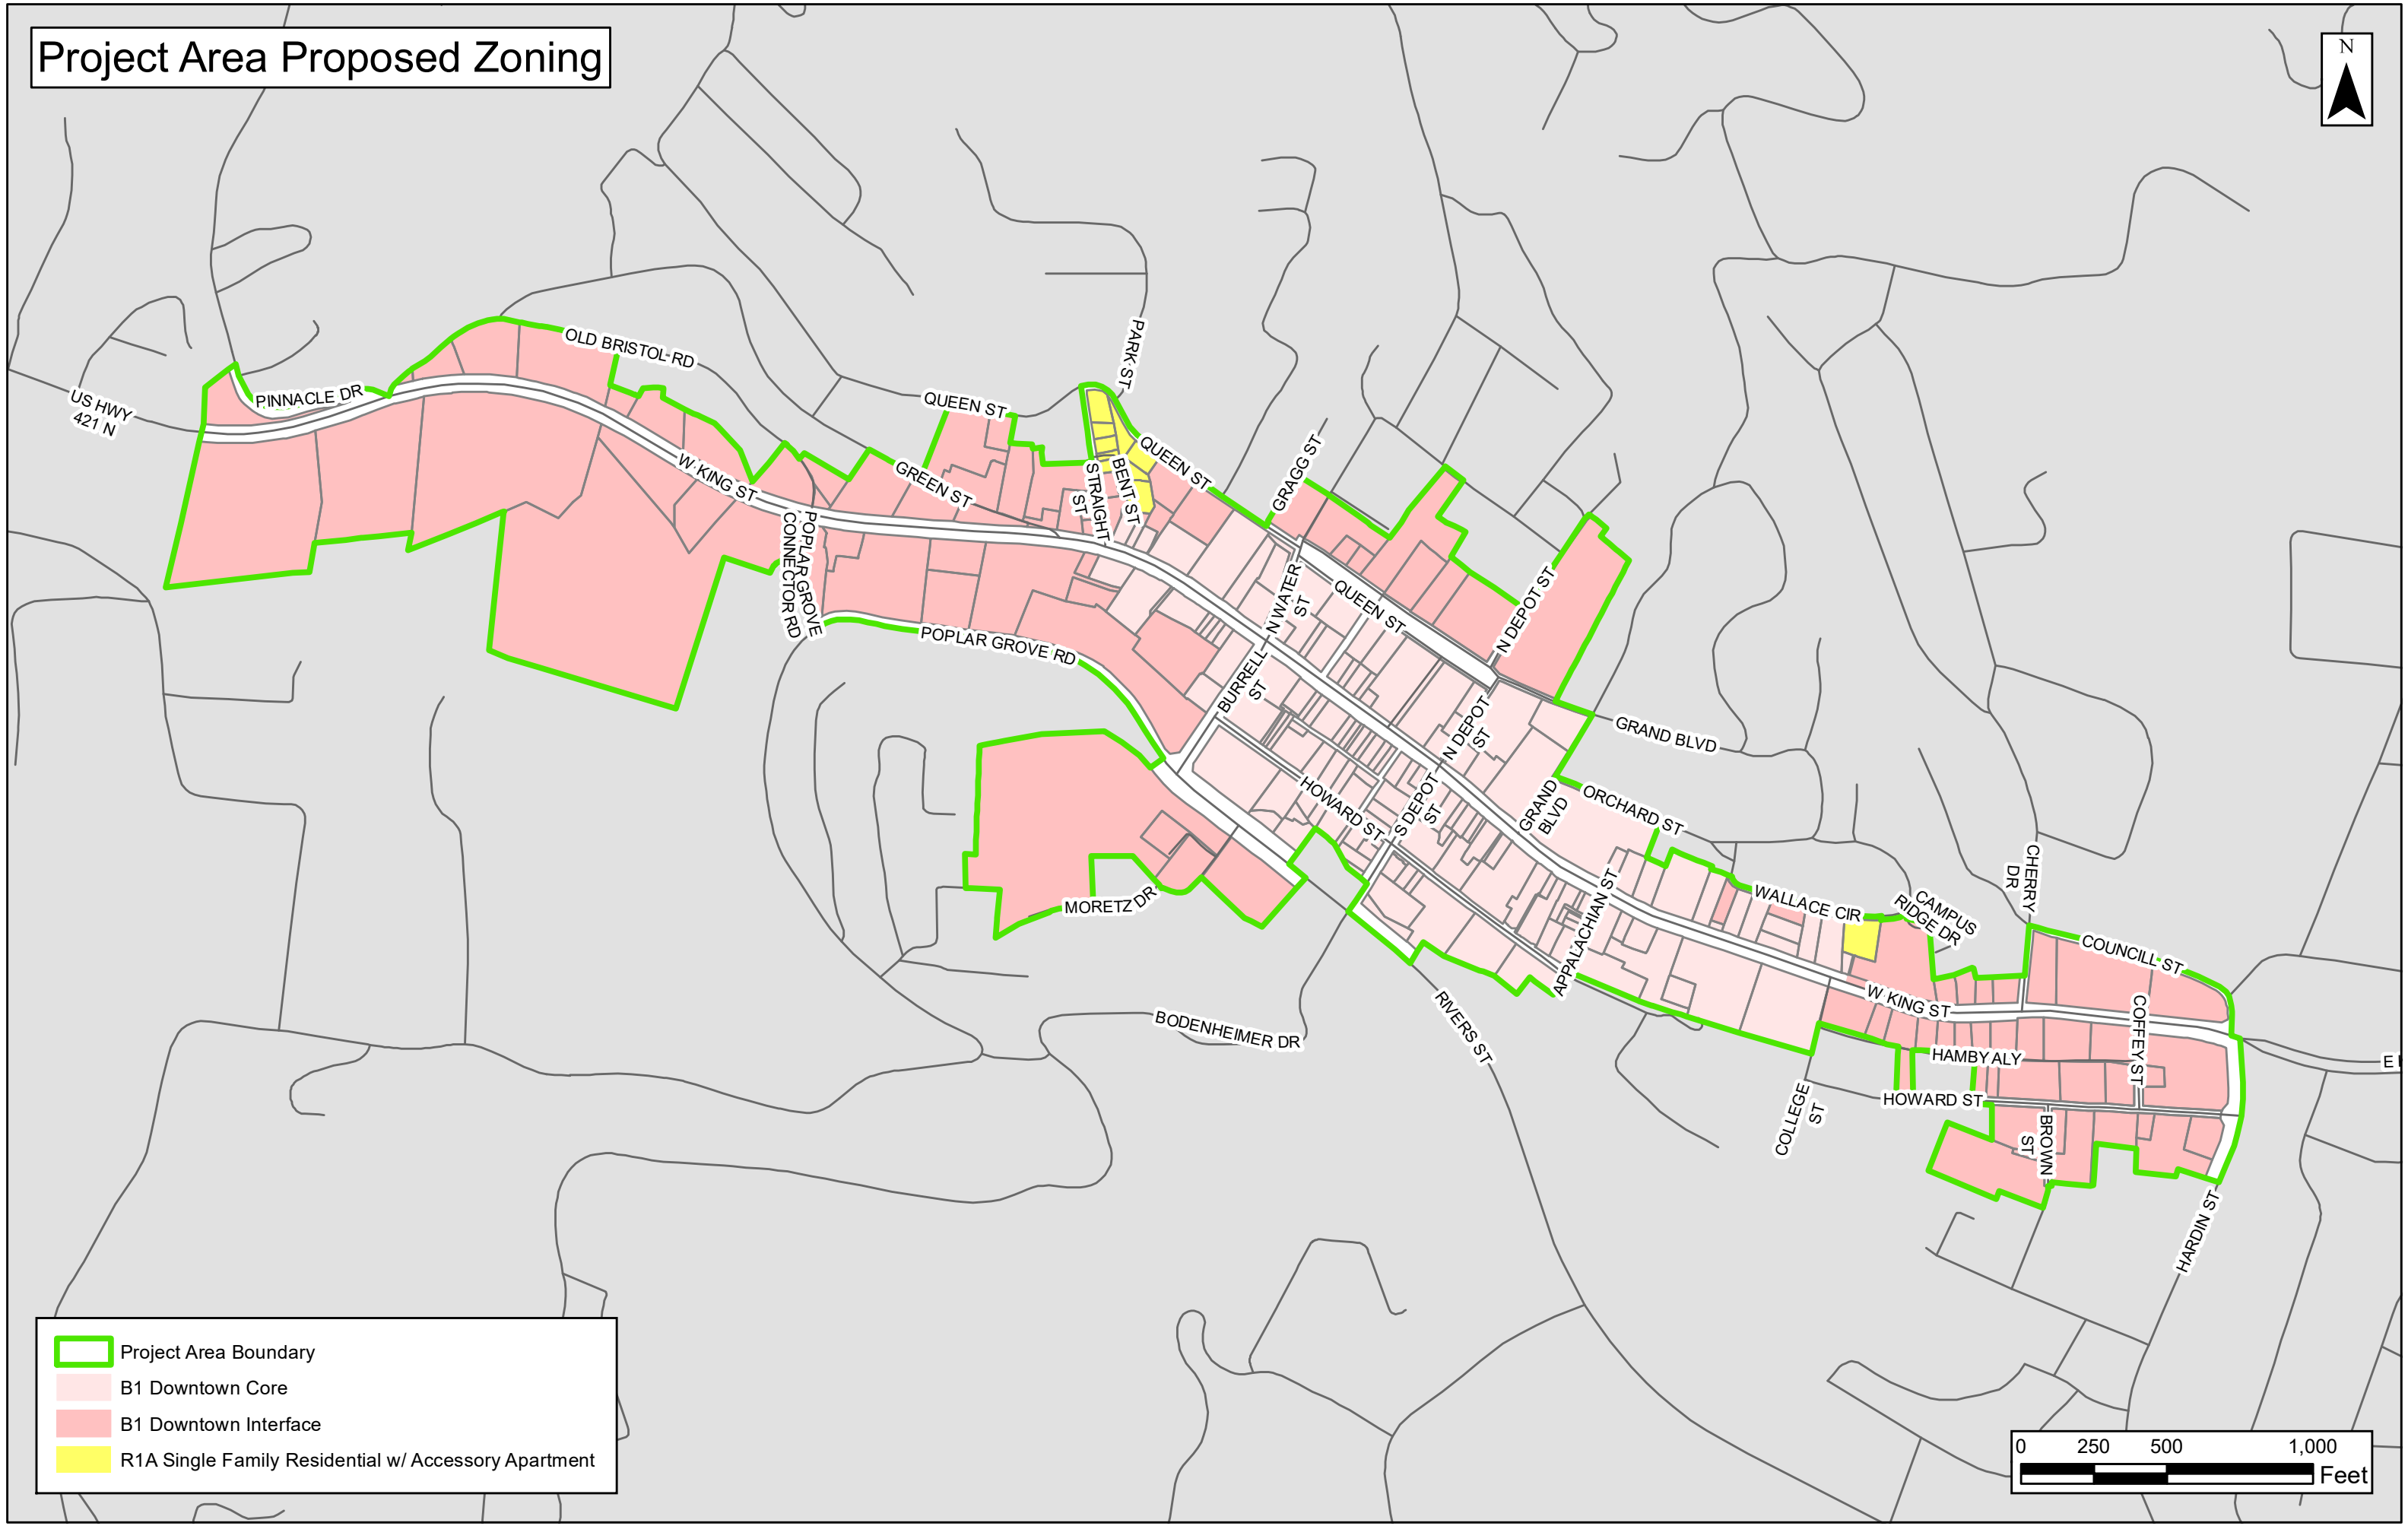 Project Area Proposed Zoning
N
PARK ST
OLD BRISTOL RD
PINNACLE DR
US HWY
421 N
QUEEN ST
QUEEN ST
GRAGG ST
W KING ST
GREEN ST
STRAIGHT
ST
BENT ST
POPLAR GROVE
CONNECTOR RD
POPLAR GROVE
N WATER
ST
QUEEN ST
N DEPOT ST
POPLAR GROVE RD
BURRELL
ST
N DEPOT
ST
GRAND BLVD
HOWARD ST
S DEPOT
ST
GRAND
BLVD
ORCHARD ST
MORETZ DR
APPALACHIAN ST
WALLACE CIR
CAMPUS
RIDGE DR
CHERRY
DR
COUNCILL ST
BODENHEIMER DR
RIVERS ST
W KING ST
COFFEY ST
HAMBY ALY
HOWARD ST
COLLEGE
ST
BROWN
ST
HARDIN ST
Project Area Boundary
B1 Downtown Core
B1 Downtown Interface
R1A Single Family Residential w/ Accessory Apartment
0 250 500 1,000
Feet